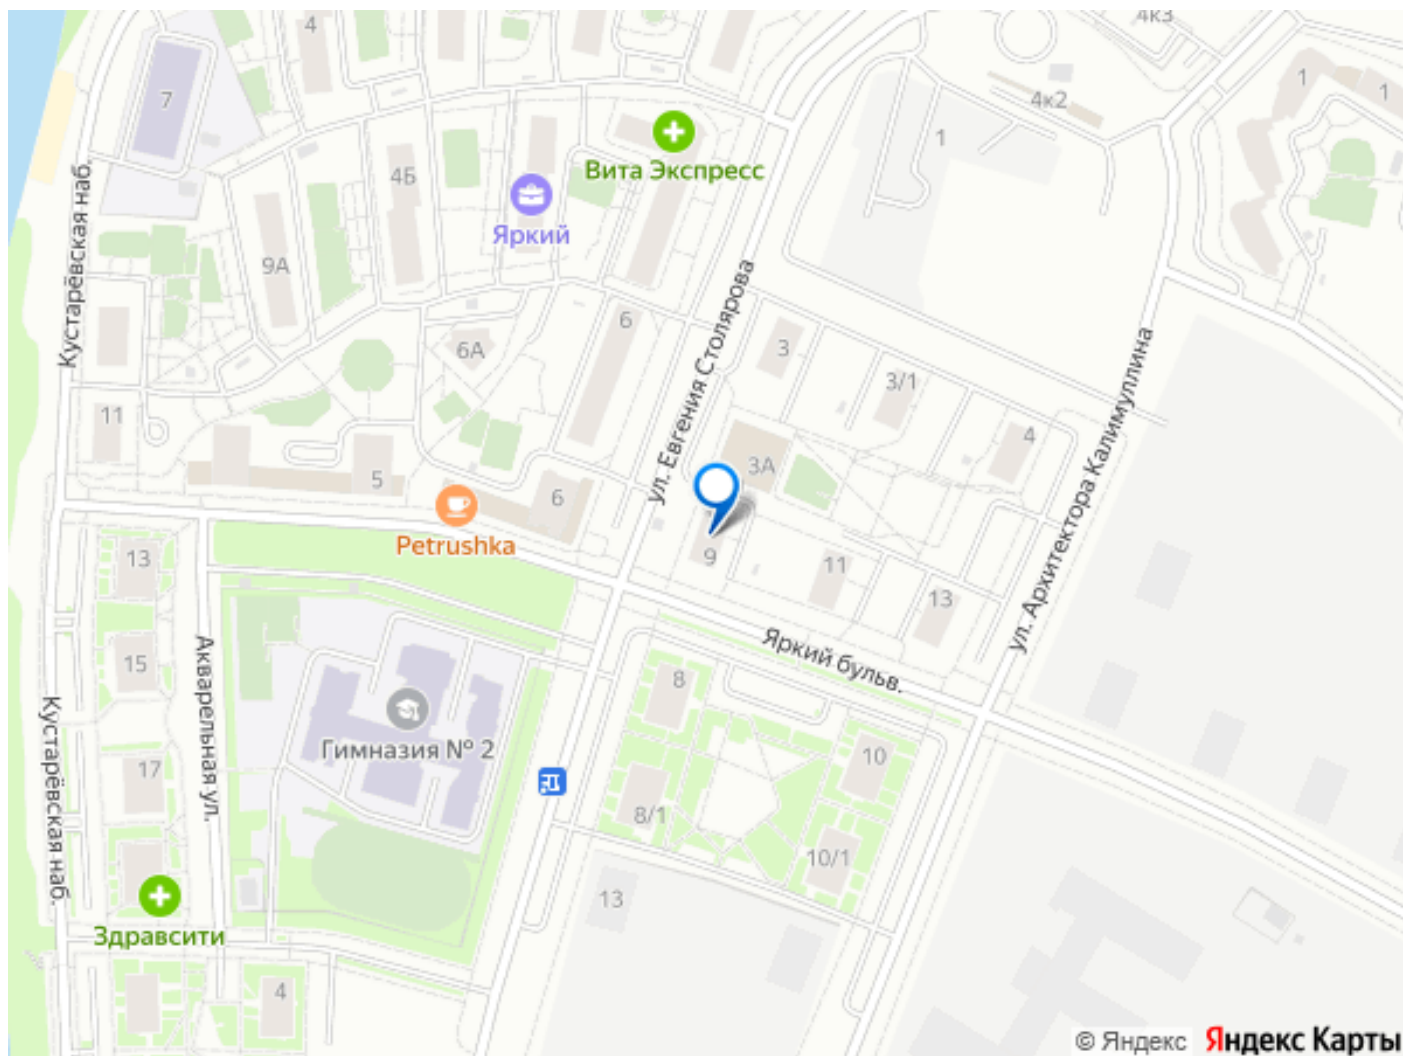 4
4к3
7
1
1
4к2
1
Вита Экспресс
4Б
Яркий
Кустарёвская наб.
9А
ул. Евгения Столярова
6
6А
3
3/1
ул. Архитектора Калимуллина
11
4
3А
5
6
Petrushka
9
11
13
13
Яркий бульв.
15
Акварельная ул.
8
Гимназия № 2
Кустарёвская наб.
17
10
8/1
10/1
13
Здравсити
4
© Яндекс Яндекс Карты